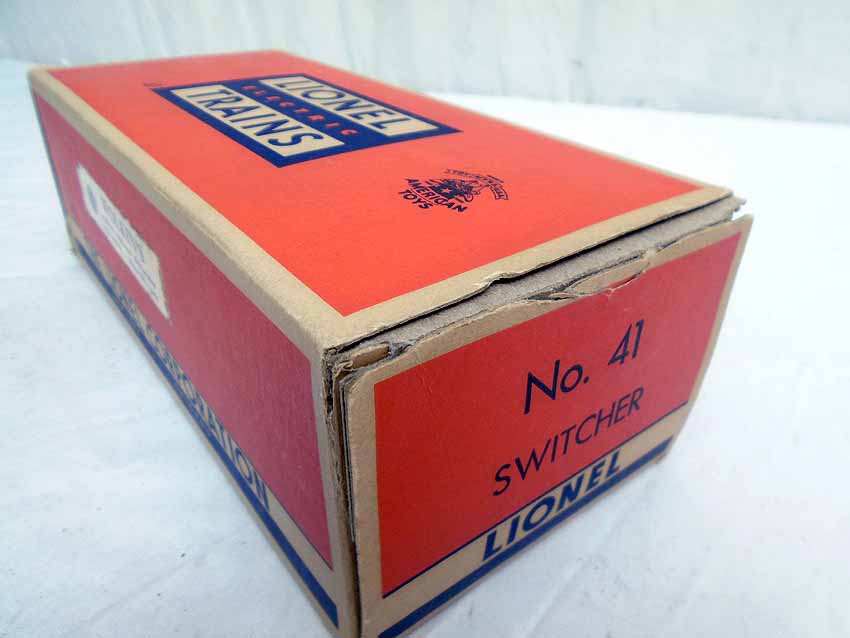 LIONEL
ELECTRIC
TRAINS
AMERICAN
TOYS
No. 41
SWITCHER
LIONEL
CORPORATION